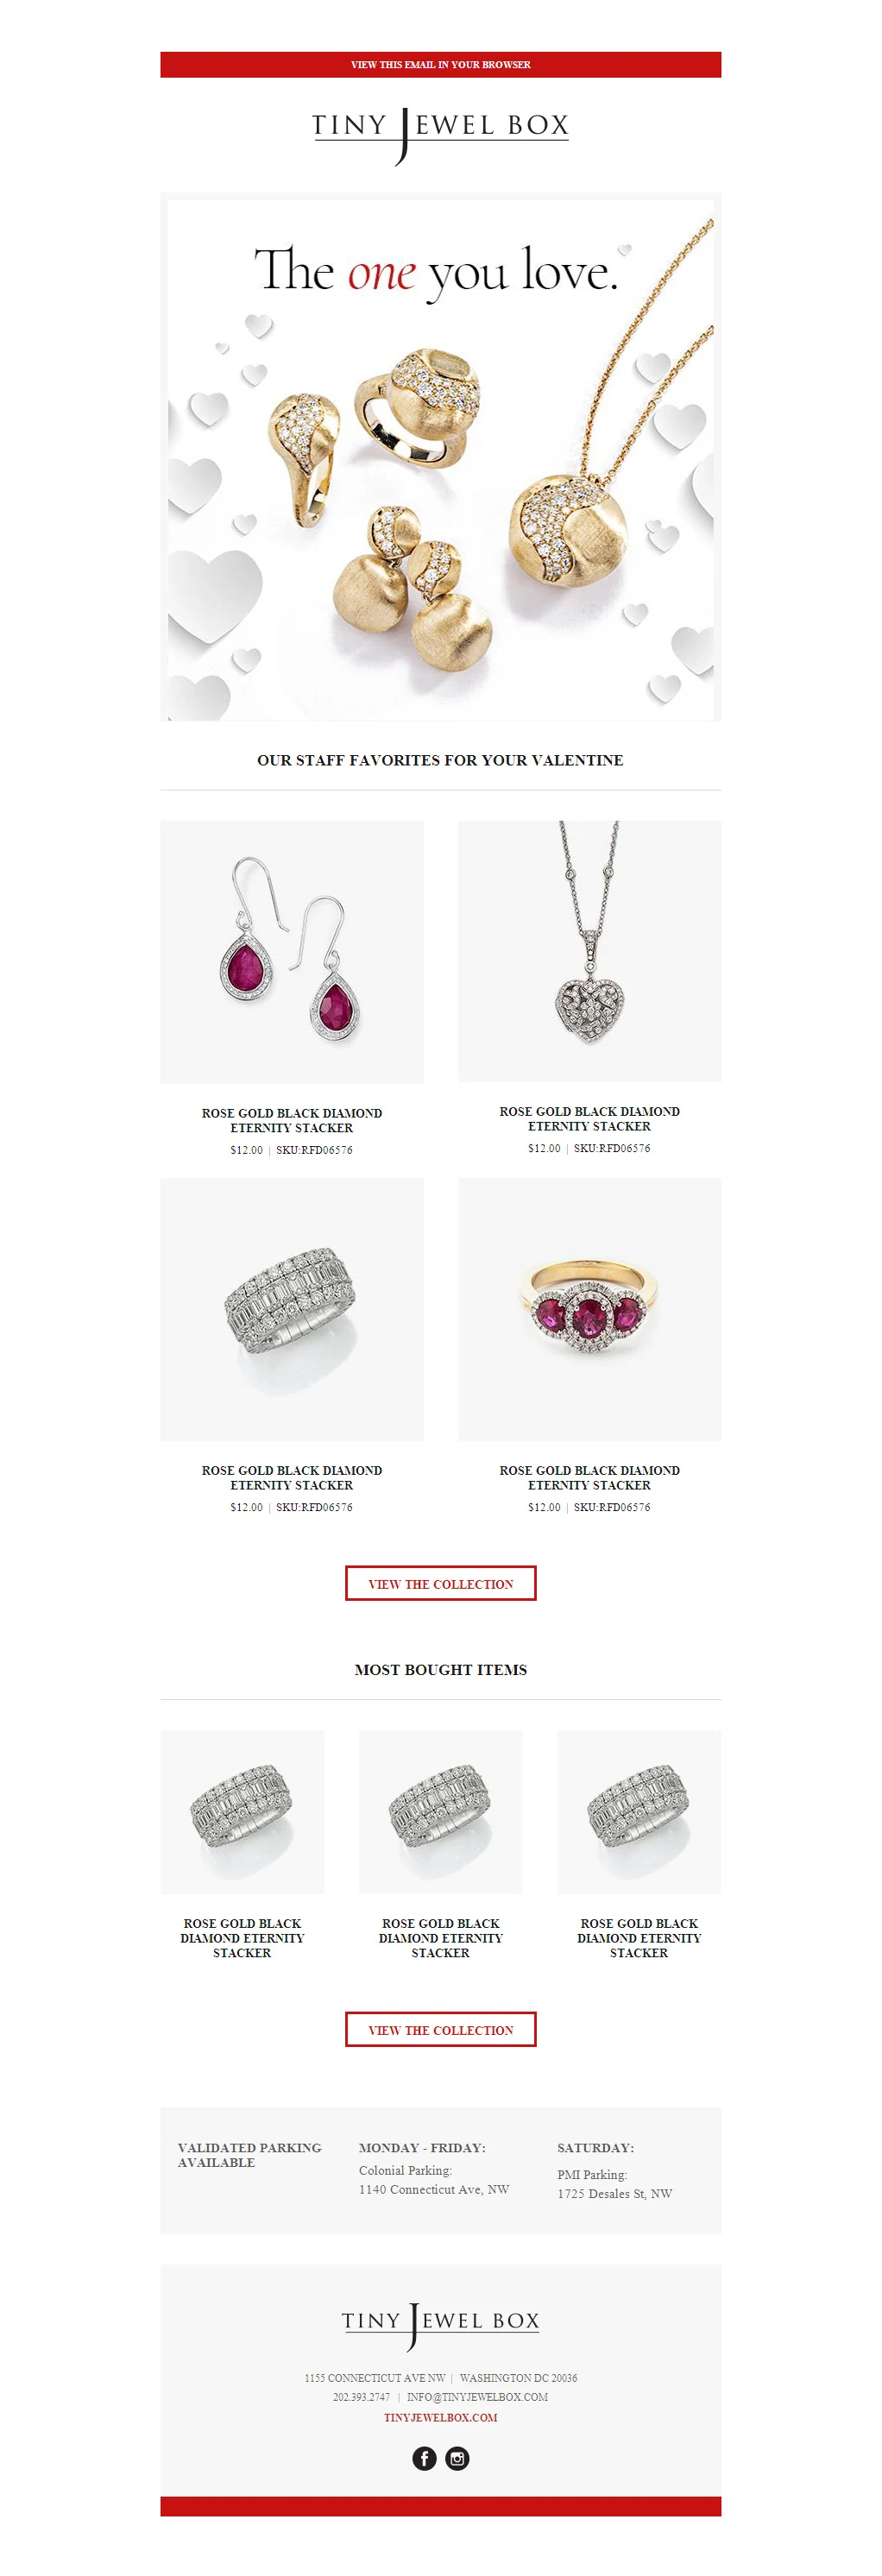 VIEW THIS EMAIL IN YOUR BROWSER
TINY JEWEL BOX
The one you love.
OUR STAFF FAVORITES FOR YOUR VALENTINE
ROSE GOLD BLACK DIAMOND
ETERNITY STACKER
$12.00 | SKU:RFD06576
ROSE GOLD BLACK DIAMOND
ETERNITY STACKER
$12.00 | SKU:RFD06576
ROSE GOLD BLACK DIAMOND
ETERNITY STACKER
$12.00 | SKU:RFD06576
ROSE GOLD BLACK DIAMOND
ETERNITY STACKER
$12.00 | SKU:RFD06576
VIEW THE COLLECTION
MOST BOUGHT ITEMS
ROSE GOLD BLACK
DIAMOND ETERNITY
STACKER
ROSE GOLD BLACK
DIAMOND ETERNITY
STACKER
ROSE GOLD BLACK
DIAMOND ETERNITY
STACKER
VIEW THE COLLECTION
VALIDATED PARKING
AVAILABLE
MONDAY - FRIDAY:
Colonial Parking:
1140 Connecticut Ave, NW
SATURDAY:
PMI Parking:
1725 Desales St, NW
TINY JEWEL BOX
1155 CONNECTICUT AVE NW | WASHINGTON DC 20036
202.393.2747 | INFO@TINYJEWELBOX.COM
TINYJEWELBOX.COM